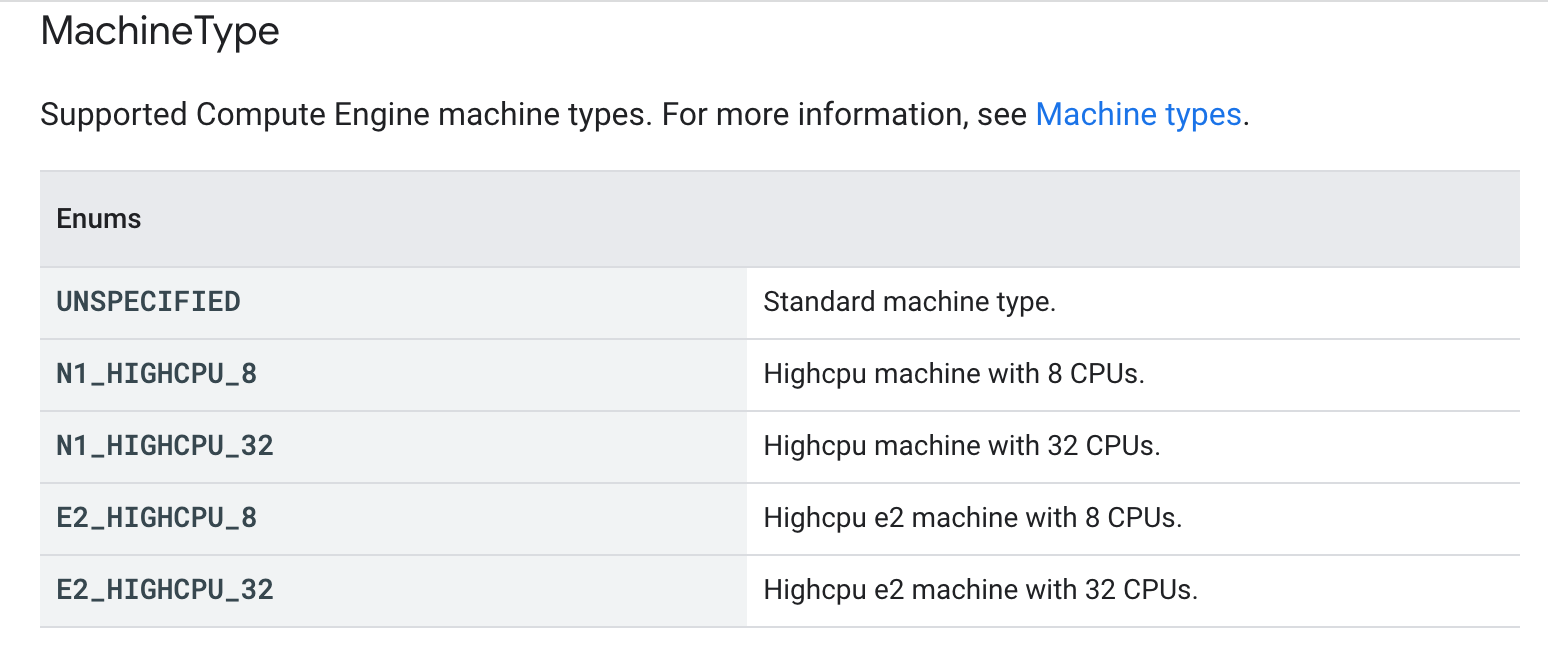 MachineType
Supported Compute Engine machine types. For more information, see Machine types.
Enums
UNSPECIFIED Standard machine type.
N1_HIGHCPU_8 Highcpu machine with 8 CPUs.
N1_HIGHCPU_32 Highcpu machine with 32 CPUs.
E2_HIGHCPU_8 Highcpu e2 machine with 8 CPUs.
E2_HIGHCPU_32 Highcpu e2 machine with 32 CPUs.